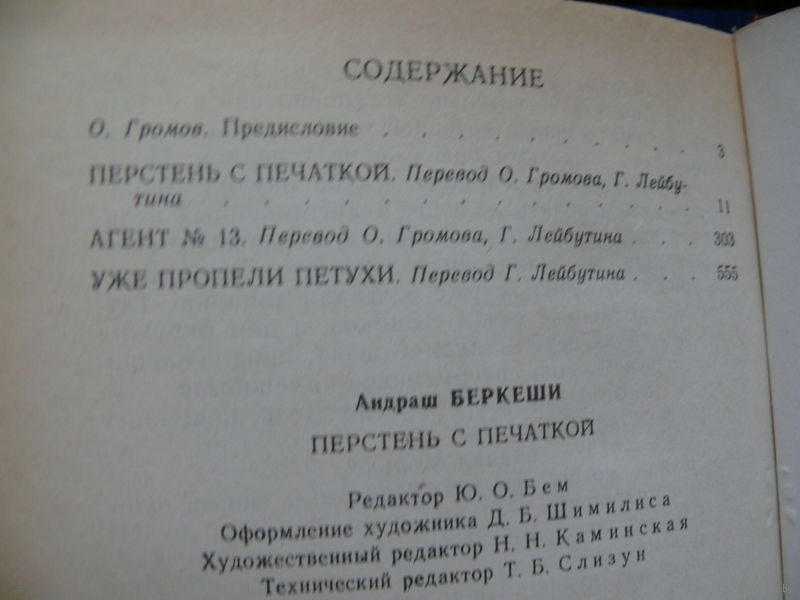 СОДЕРЖАНИЕ
О. Громов. Предисловие . . . . . . . . . . 3
ПЕРСТЕНЬ С ПЕЧАТКОЙ. Перевод О. Громова, Г. Лейбу-
тина . . . . . . . . . . . . . 11
АГЕНТ № 13. Перевод О. Громова, Г. Лейбутина . . . 303
УЖЕ ПРОПЕЛИ ПЕТУХИ. Перевод Г. Лейбутина . . . 555
Андраш БЕРКЕШИ
ПЕРСТЕНЬ С ПЕЧАТКОЙ
Редактор Ю. О. Бем
Оформление художника Д. Б. Шимилиса
Художественный редактор Н. Н. Каминская
Технический редактор Т. Б. Слизун